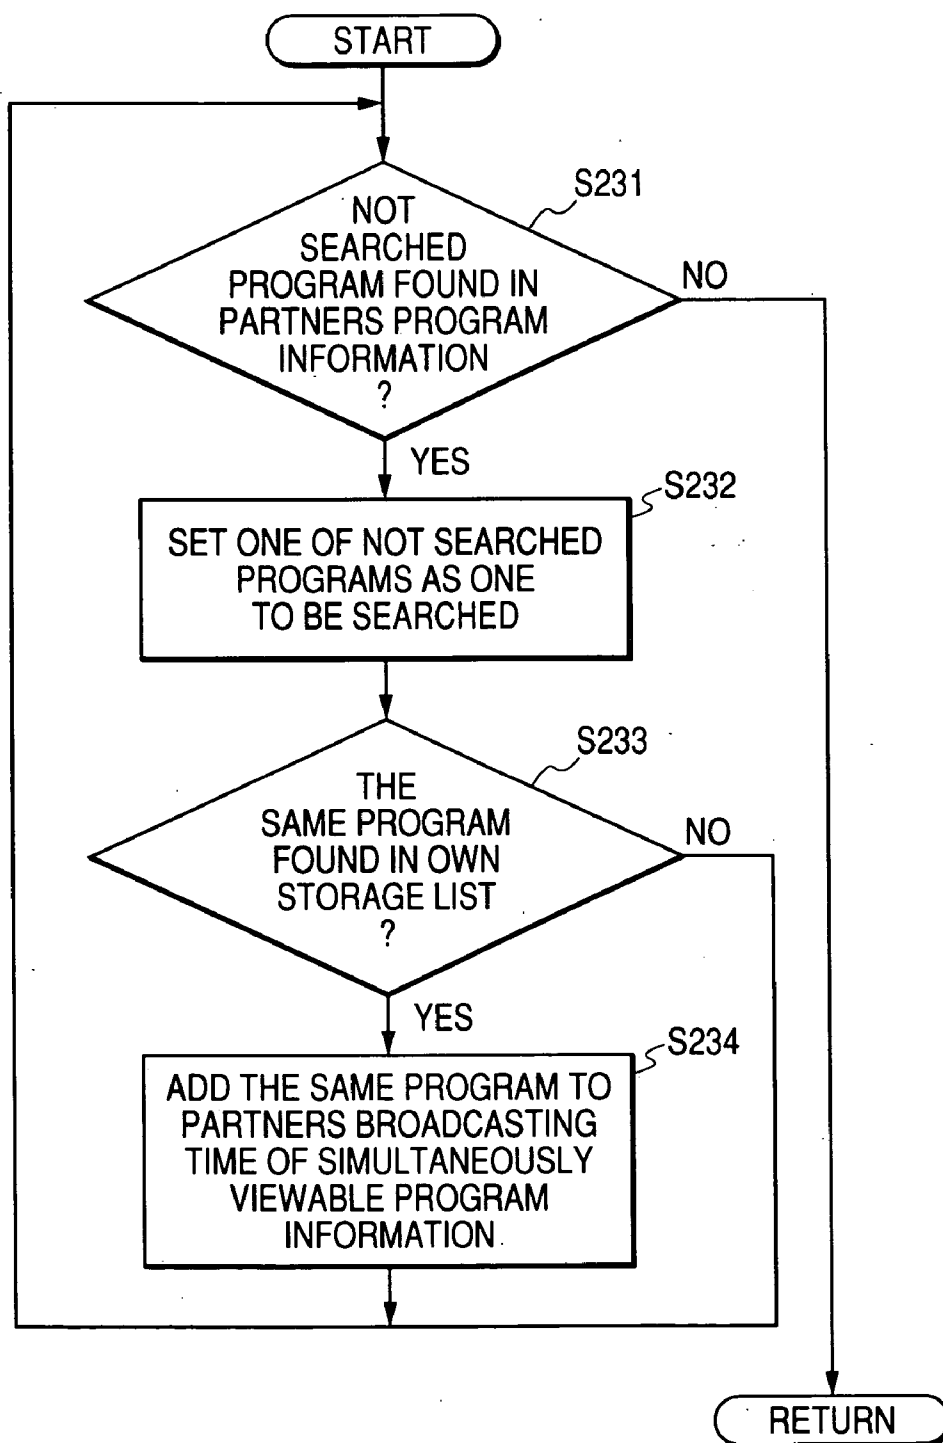 START
S231
NOT
SEARCHED
PROGRAM FOUND IN
PARTNERS PROGRAM
INFORMATION
?
NO
YES
S232
SET ONE OF NOT SEARCHED
PROGRAMS AS ONE
TO BE SEARCHED
S233
THE
SAME PROGRAM
FOUND IN OWN
STORAGE LIST
?
NO
YES
S234
ADD THE SAME PROGRAM TO
PARTNERS BROADCASTING
TIME OF SIMULTANEOUSLY
VIEWABLE PROGRAM
INFORMATION
RETURN